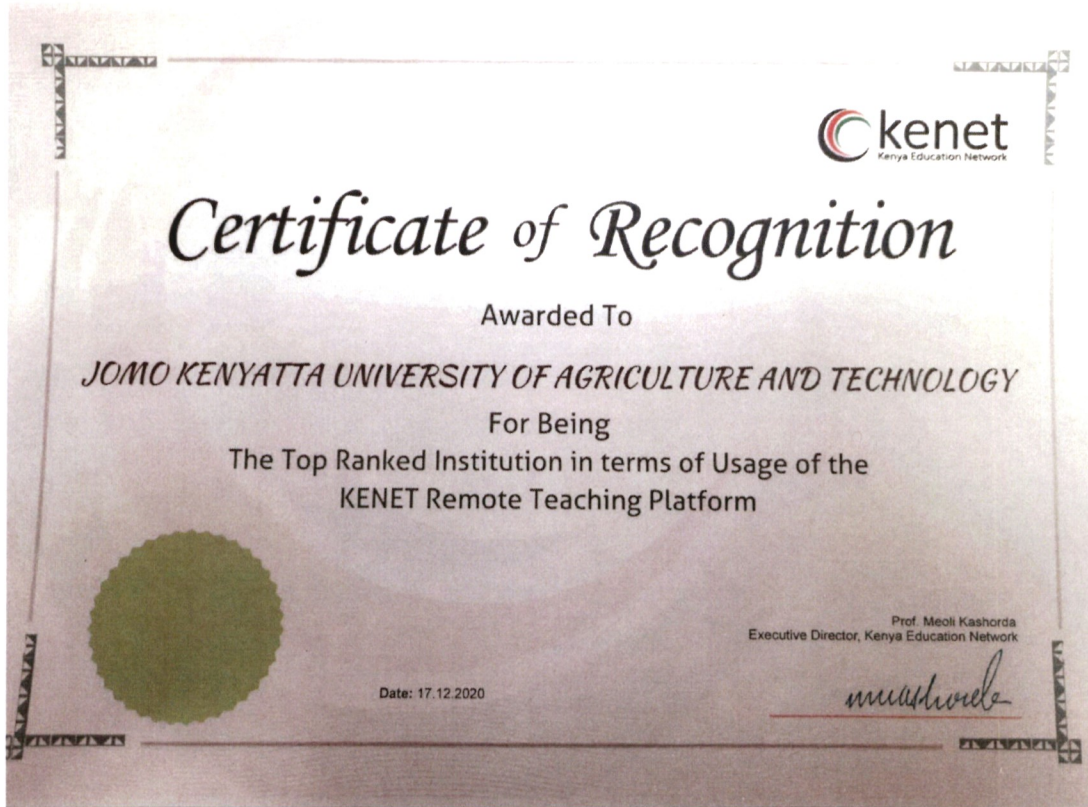 kenet
Kenya Education Network
Certificate of Recognition
Awarded To
JOMO KENYATTA UNIVERSITY OF AGRICULTURE AND TECHNOLOGY
For Being
The Top Ranked Institution in terms of Usage of the
KENET Remote Teaching Platform
Prof. Meoli Kashorda
Executive Director, Kenya Education Network
Date: 17.12.2020